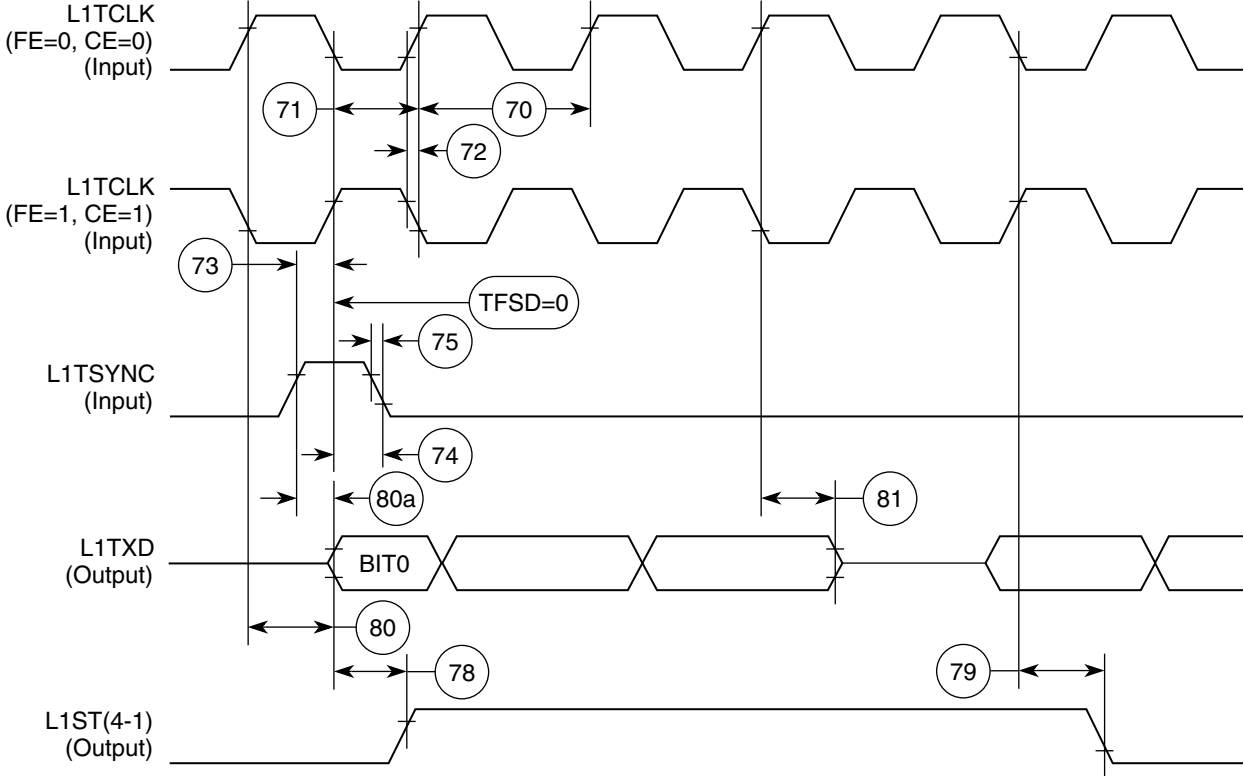 L1TCLK
(FE=0, CE=0)
(Input)
71
70
72
L1TCLK
(FE=1, CE=1)
(Input)
73
TFSD=0
75
L1TSYNC
(Input)
74
80a
81
L1TXD
(Output)
BIT0
80
78
79
L1ST(4-1)
(Output)